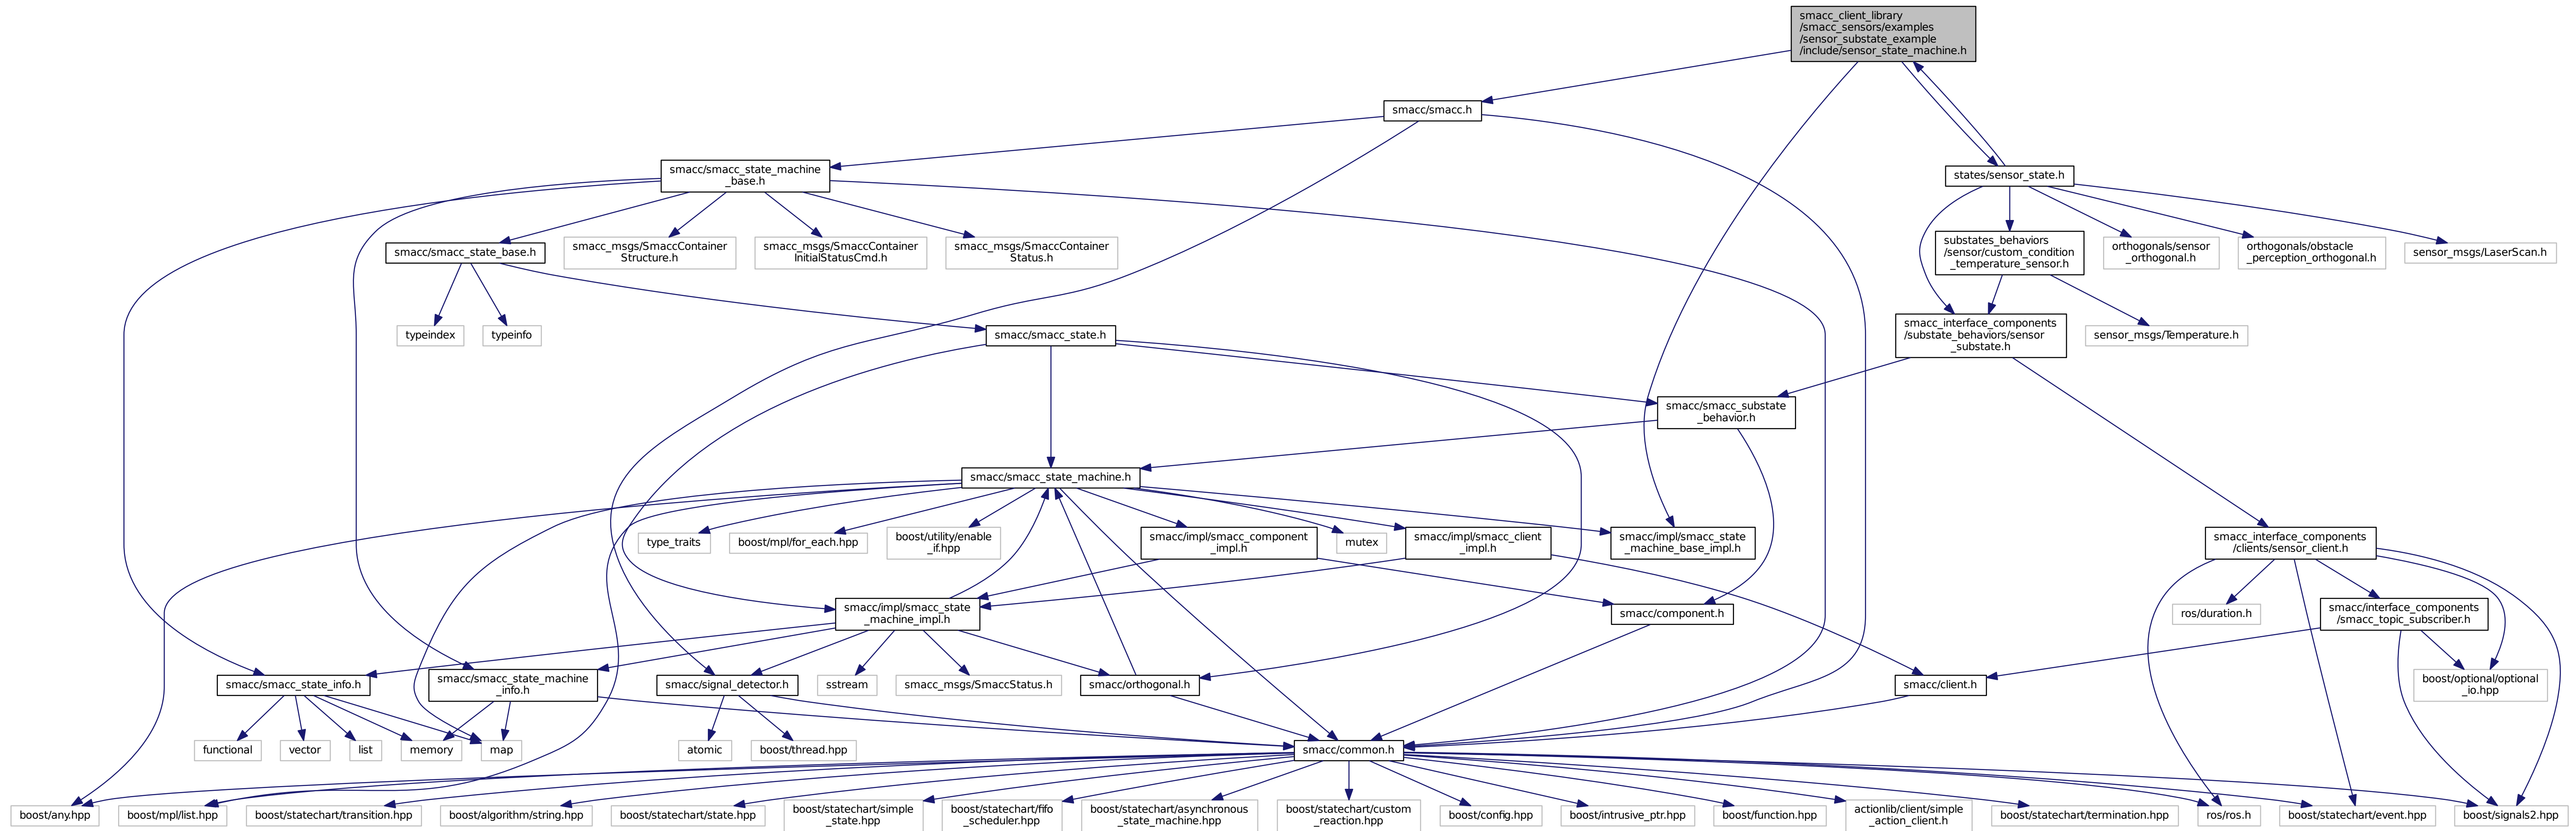 smacc_client_library
/smacc_sensors/examples
/sensor_substate_example
/include/sensor_state_machine.h
smacc/smacc.h
smacc/smacc_state_machine
_base.h
states/sensor_state.h
smacc/smacc_state_base.h
smacc_msgs/SmaccContainer
Structure.h
smacc_msgs/SmaccContainer
InitialStatusCmd.h
smacc_msgs/SmaccContainer
Status.h
substates_behaviors
/sensor/custom_condition
_temperature_sensor.h
orthogonals/sensor
_orthogonal.h
orthogonals/obstacle
_perception_orthogonal.h
sensor_msgs/LaserScan.h
typeindex
typeinfo
smacc/smacc_state.h
smacc_interface_components
/substate_behaviors/sensor
_substate.h
sensor_msgs/Temperature.h
smacc/smacc_substate
_behavior.h
smacc/smacc_state_machine.h
type_traits
boost/mpl/for_each.hpp
boost/utility/enable
_if.hpp
smacc/impl/smacc_component
_impl.h
mutex
smacc/impl/smacc_client
_impl.h
smacc/impl/smacc_state
_machine_base_impl.h
smacc_interface_components
/clients/sensor_client.h
smacc/impl/smacc_state
_machine_impl.h
smacc/component.h
ros/duration.h
smacc/interface_components
/smacc_topic_subscriber.h
smacc/smacc_state_info.h
smacc/smacc_state_machine
_info.h
smacc/signal_detector.h
sstream
smacc_msgs/SmaccStatus.h
smacc/orthogonal.h
smacc/client.h
boost/optional/optional
_io.hpp
functional
vector
list
memory
map
atomic
boost/thread.hpp
smacc/common.h
boost/any.hpp
boost/mpl/list.hpp
boost/statechart/transition.hpp
boost/algorithm/string.hpp
boost/statechart/state.hpp
boost/statechart/simple
_state.hpp
boost/statechart/fifo
_scheduler.hpp
boost/statechart/asynchronous
_state_machine.hpp
boost/statechart/custom
_reaction.hpp
boost/config.hpp
boost/intrusive_ptr.hpp
boost/function.hpp
actionlib/client/simple
_action_client.h
boost/statechart/termination.hpp
ros/ros.h
boost/statechart/event.hpp
boost/signals2.hpp